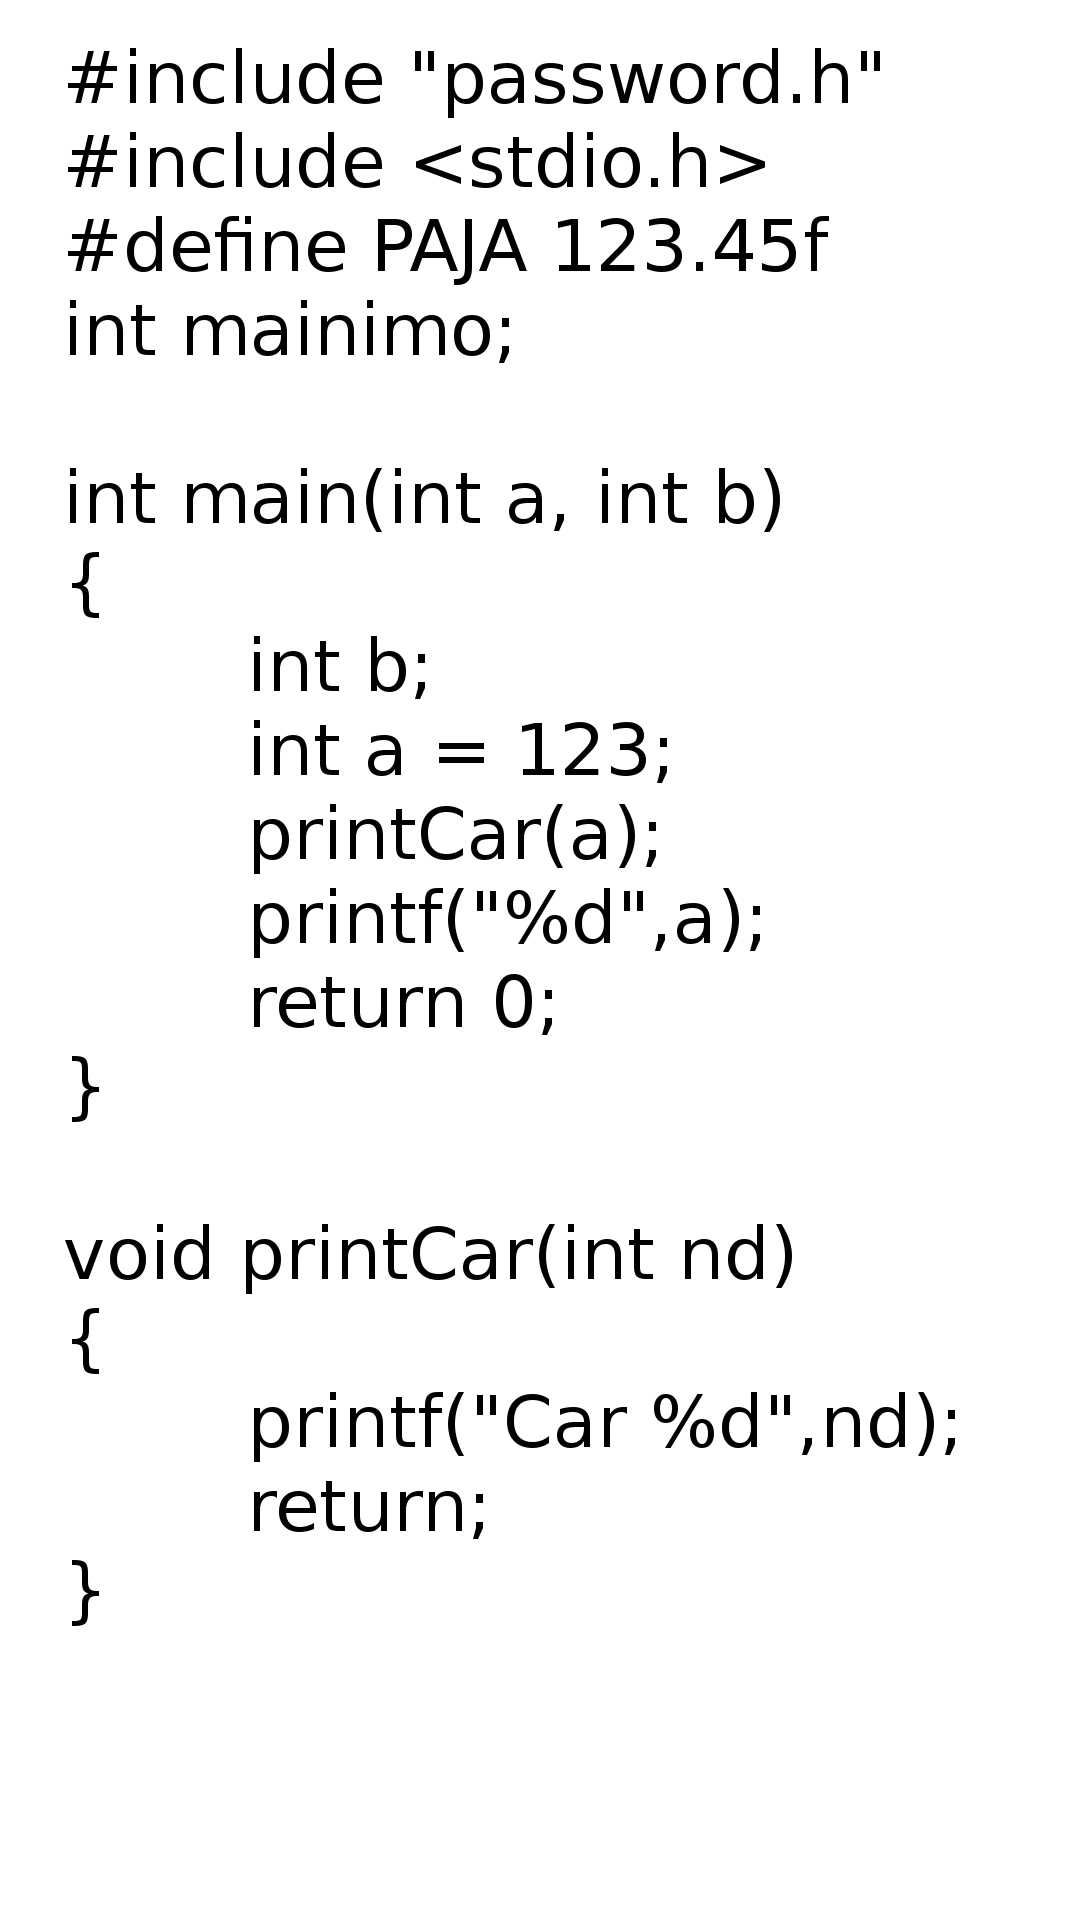 #include "password.h"
#include <stdio.h>
#define PAJA 123.45f
int mainimo;

int main(int a, int b)
{
	int b;
	int a = 123;
	printCar(a);
	printf("%d",a);
	return 0;
}

void printCar(int nd)
{
	printf("Car %d",nd);
	return;
}